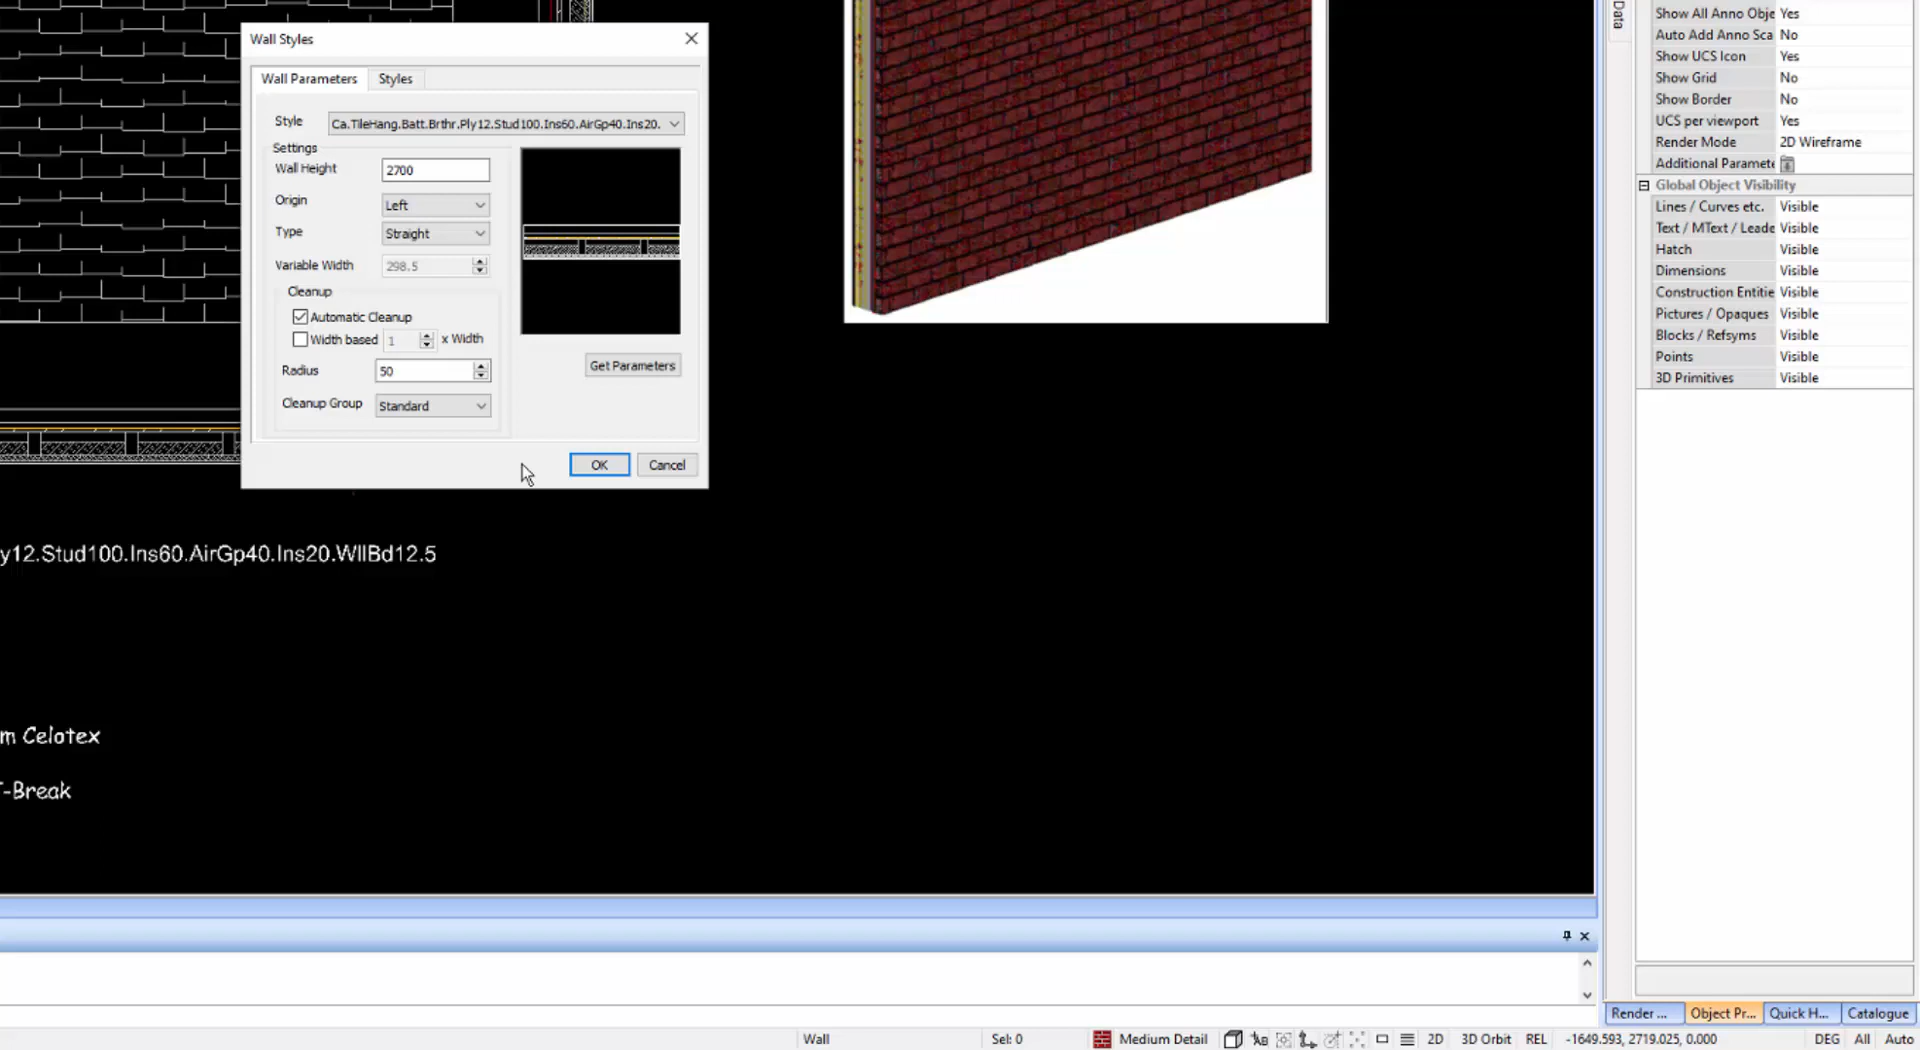 Wall Styles
Wall Parameters Styles
Style Ca.TileHang.Batt.Brthr.Ply12.Stud100.Ins60.AirGp40.Ins20.
Settings
Wall Height 2700
Origin Left
Type Straight
Variable Width 298.5
Cleanup
Automatic Cleanup
Width based 1 x Width
Radius 50
Cleanup Group Standard
Get Parameters
OK Cancel
y12.Stud100.Ins60.AirGp40.Ins20.WllBd12.5
m Celotex
T-Break
Data
Show All Anno Obje Yes
Auto Add Anno Sca No
Show UCS Icon Yes
Show Grid No
Show Border No
UCS per viewport Yes
Render Mode 2D Wireframe
Additional Paramete
Global Object Visibility
Lines / Curves etc. Visible
Text / MText / Leade Visible
Hatch Visible
Dimensions Visible
Construction Entitie Visible
Pictures / Opaques Visible
Blocks / Refsyms Visible
Points Visible
3D Primitives Visible
Render ... Object Pr... Quick H... Catalogue
Wall Sel: 0 Medium Detail 2D 3D Orbit REL -1649.593, 2719.025, 0.000 DEG All Auto